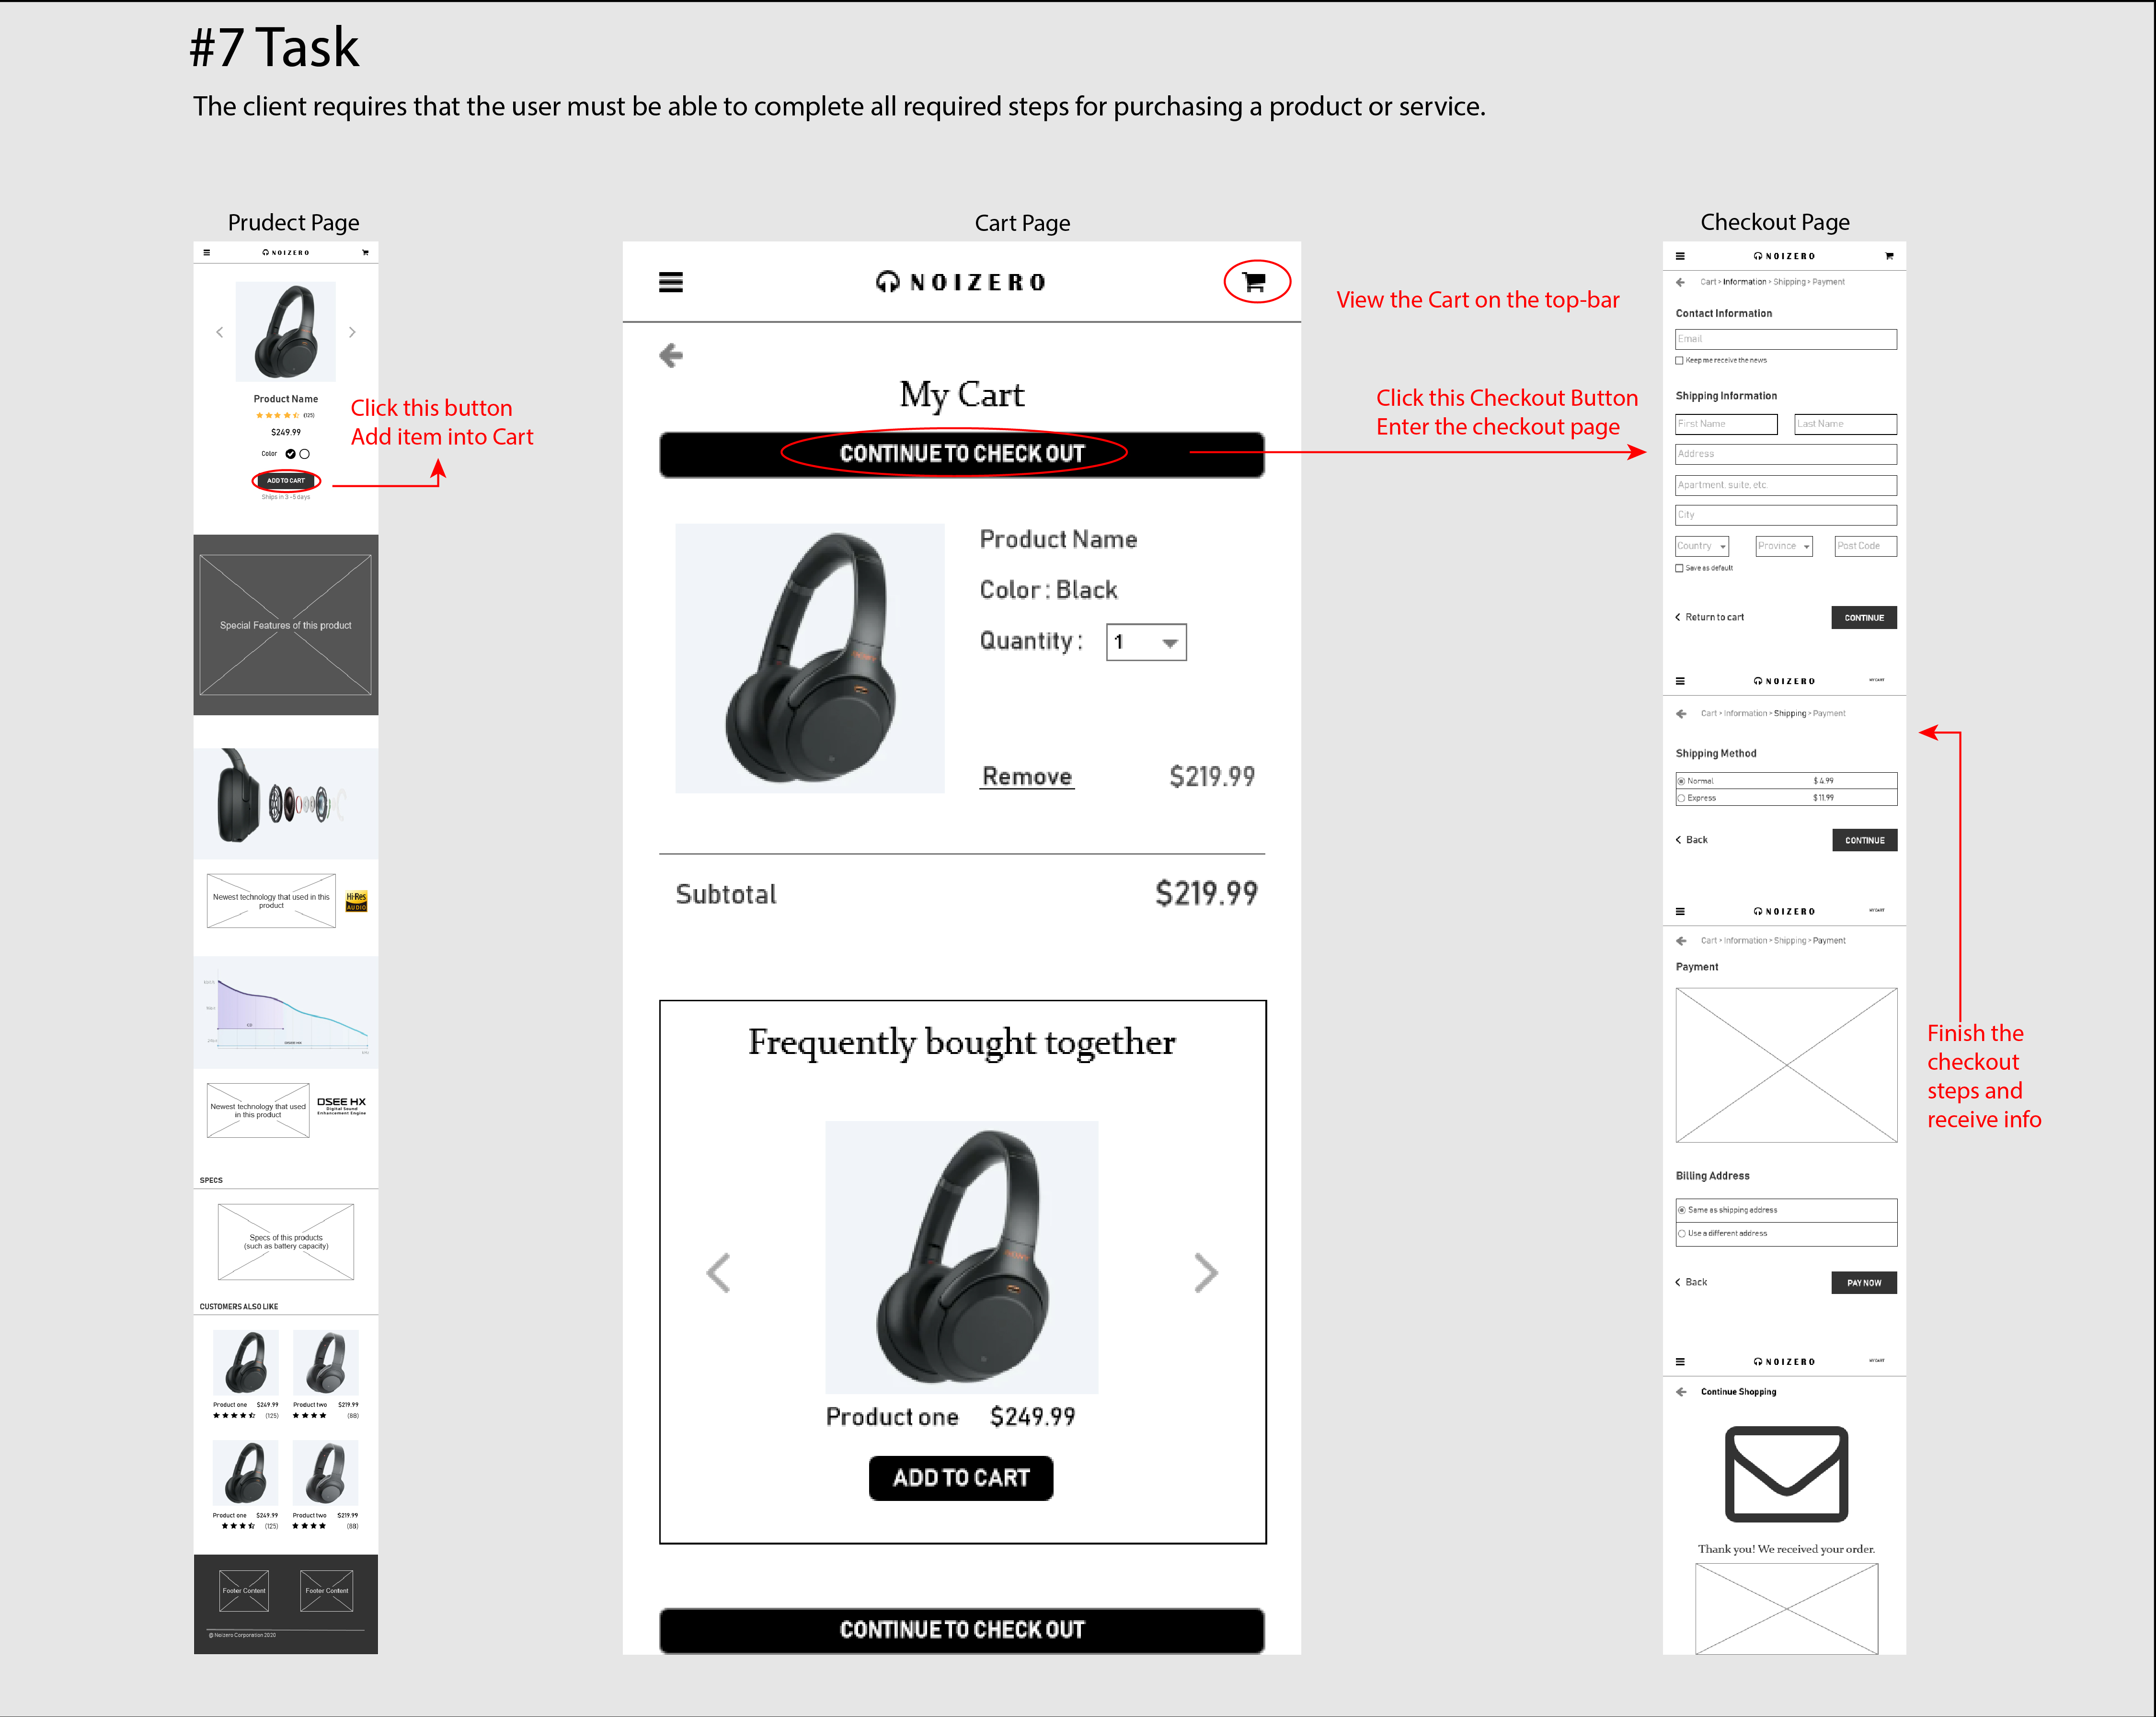 #7 Task
The client requires that the user must be able to complete all required steps for purchasing a product or service.
Prudect Page
NOIZERO
Product Name
(125)
$249.99
Color
ADD TO CART
Ships in 3 -5 days
Click this button
Add item into Cart
Special Features of this product
Newest technology that used in this
product
Hi-Res
AUDIO
Newest technology that used
in this product
DSEE HX
Digital Sound
Enhancement Engine
SPECS
Specs of this products
(such as battery capacity)
CUSTOMERS ALSO LIKE
Product one $249.99 Product two $219.99
(125) (88)
Product one $249.99 Product two $219.99
(125) (88)
Footer Content Footer Content
© Noizero Corporation 2020
Cart Page
NOIZERO
View the Cart on the top-bar
My Cart
CONTINUE TO CHECK OUT
Click this Checkout Button
Enter the checkout page
Product Name
Color : Black
Quantity : 1
Remove $219.99
Subtotal $219.99
Frequently bought together
Product one $249.99
ADD TO CART
CONTINUE TO CHECK OUT
Checkout Page
NOIZERO
Cart > Information > Shipping > Payment
Contact Information
Email
Keep me receive the news
Shipping Information
First Name Last Name
Address
Apartment, suite, etc.
City
Country Province Post Code
Save as default
Return to cart CONTINUE
NOIZERO MY CART
Cart > Information > Shipping > Payment
Shipping Method
Normal $ 4.99
Express $ 11.99
Back CONTINUE
NOIZERO MY CART
Cart > Information > Shipping > Payment
Payment
Finish the
checkout
steps and
receive info
Billing Address
Same as shipping address
Use a different address
Back PAY NOW
NOIZERO MY CART
Continue Shopping
Thank you! We received your order.